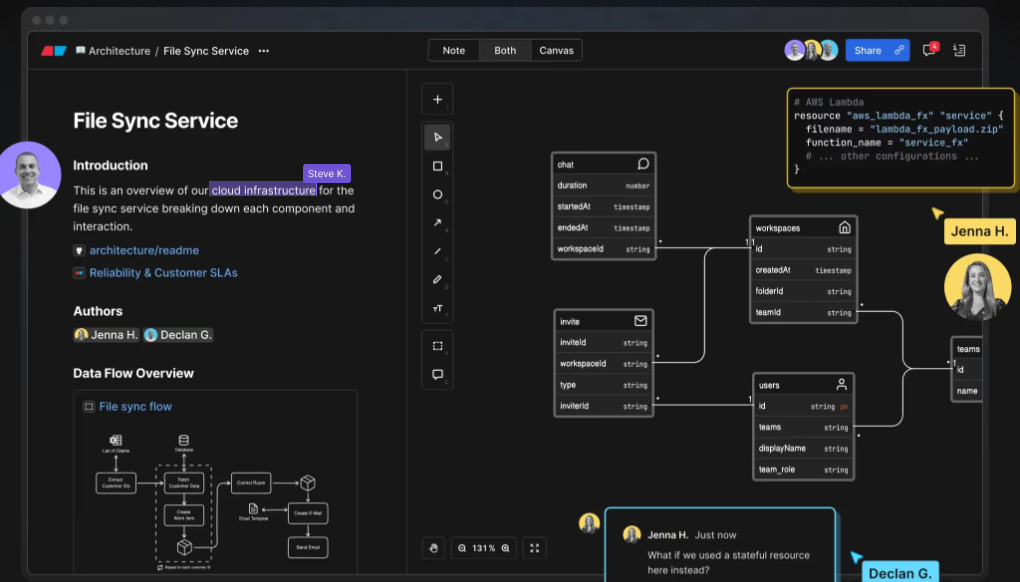 Architecture / File Sync Service ···
Note
Both
Canvas
Share
4
File Sync Service
Introduction
Steve K.
This is an overview of our cloud infrastructure for the
file sync service breaking down each component and
interaction.
architecture/readme
Reliability & Customer SLAs
Authors
Jenna H. Declan G.
Data Flow Overview
File sync flow
List of Clients
Database
Extract
Customer IDs
Fetch
Customer Data
Control Room
Create
Work Item
Email Template
Create E-Mail
Send Email
Repeat for each customer ID
chat
duration number
startedAt timestamp
endedAt timestamp
workspaceId string
invite
inviteId string
workspaceId string
type string
inviterId string
workspaces
id string
createdAt timestamp
folderId string
teamId string
users
id string pk
teams string
displayName string
team_role string
teams
id
name
1
1
1
1
# AWS Lambda
resource "aws_lambda_fx" "service" {
filename = "lambda_fx_payload.zip"
function_name = "service_fx"
# ... other configurations ...
}
Jenna H.
131%
Jenna H. Just now
What if we used a stateful resource
here instead?
Declan G.